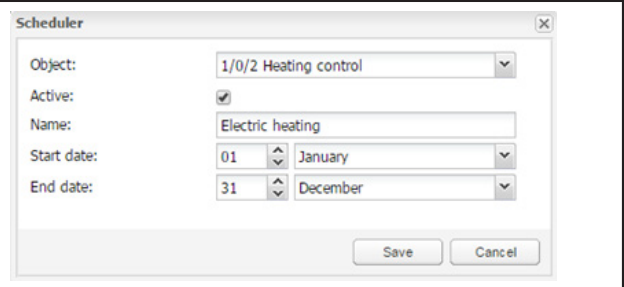 Scheduler
Object: 1/0/2 Heating control
Active:
Name: Electric heating
Start date: 01 January
End date: 31 December
Save Cancel